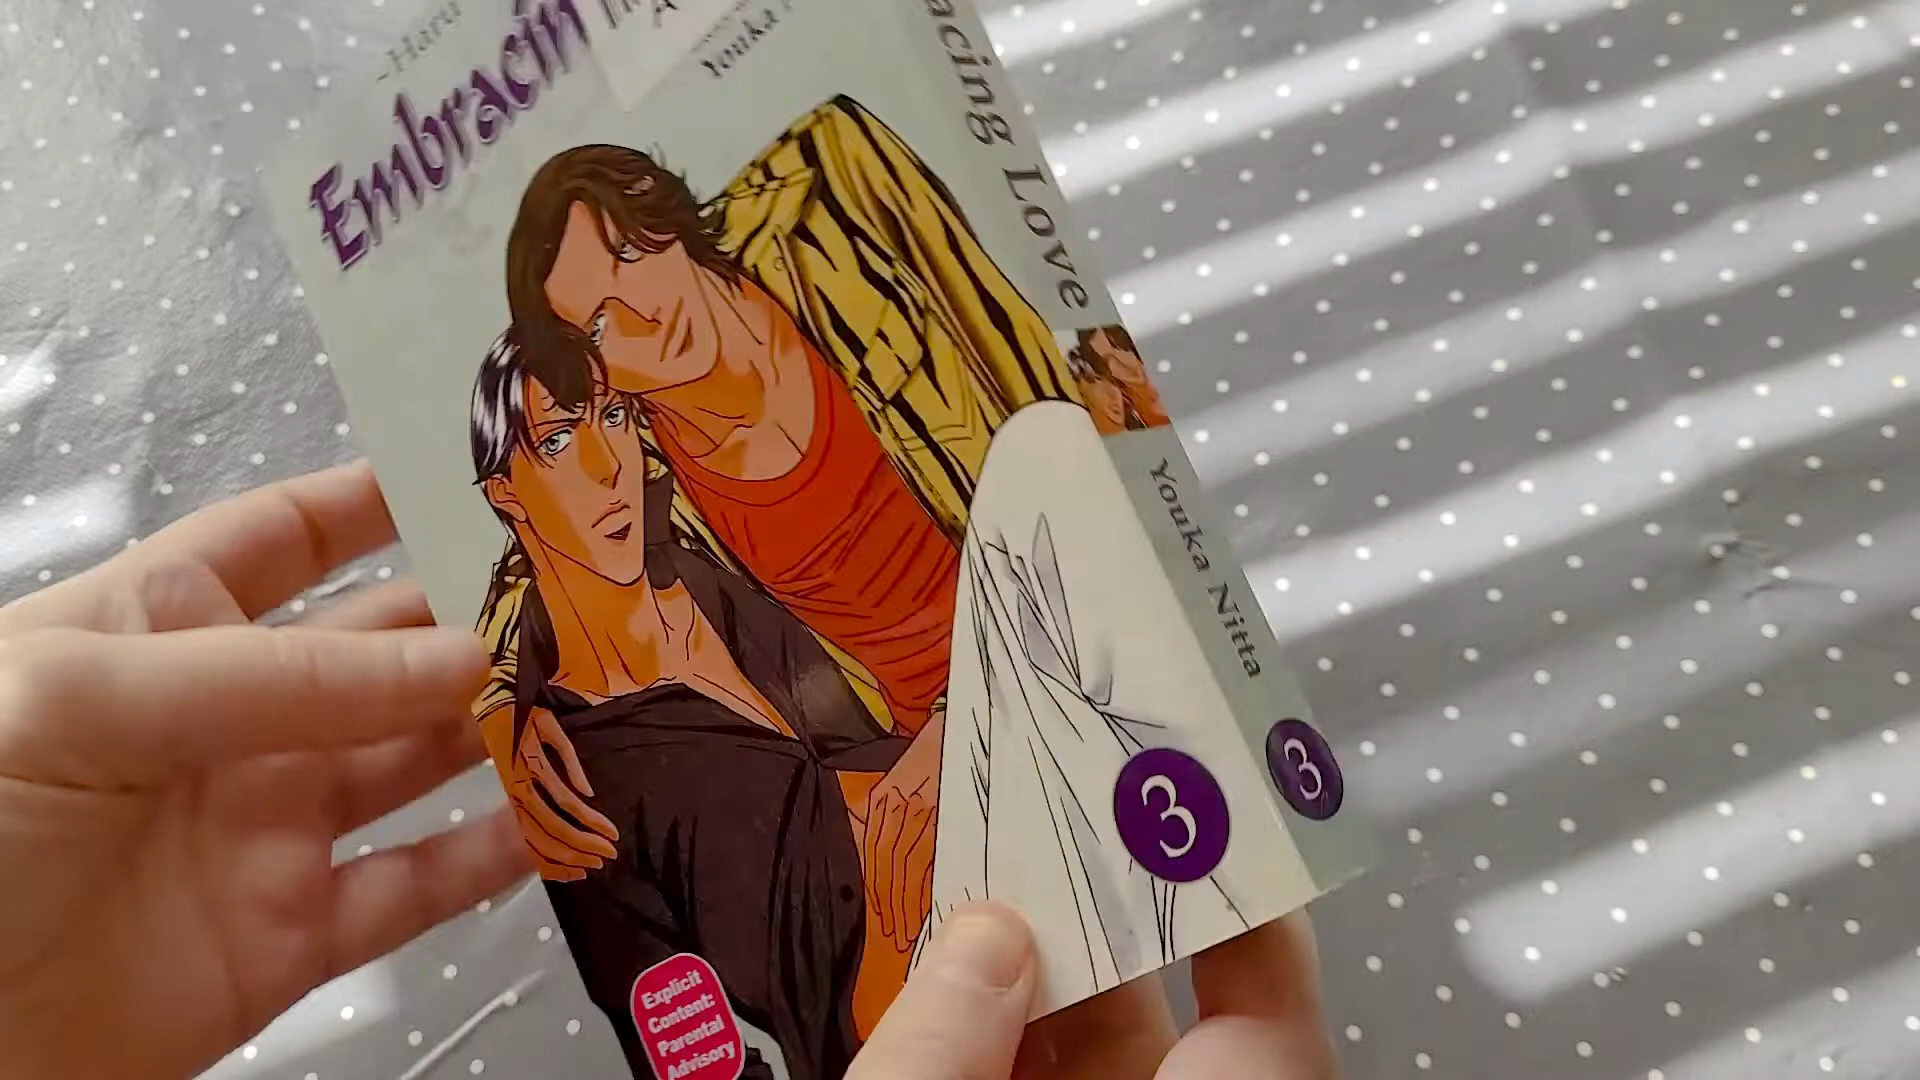 Embracin
Youka
acing Love
Youka Nitta
3
3
Explicit
Content:
Parental
Advisory